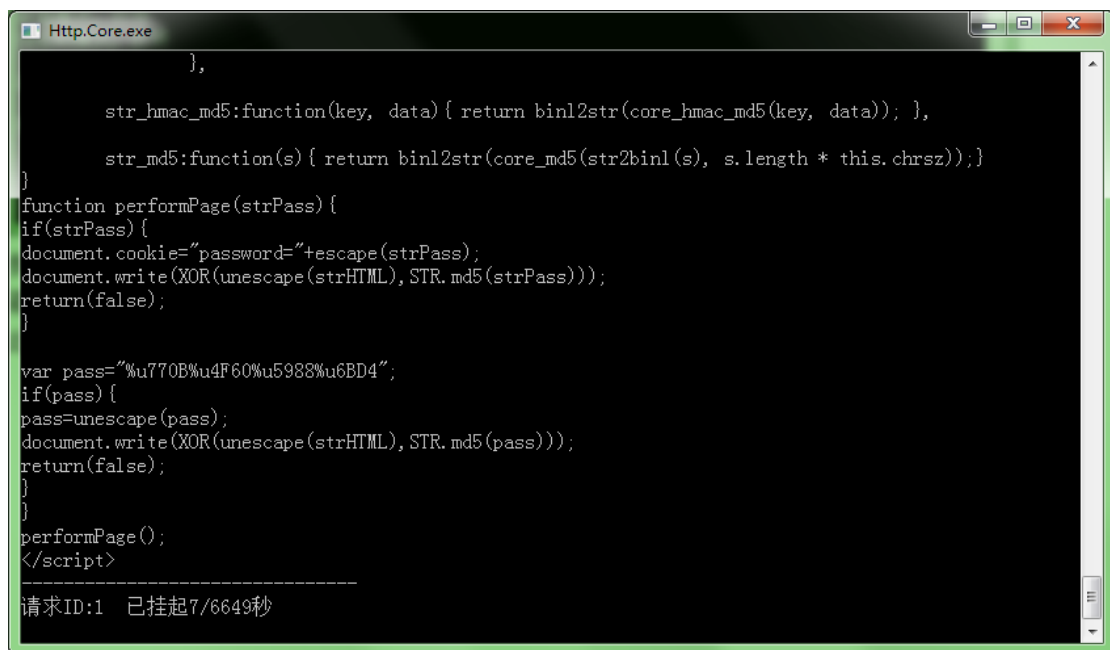 Http.Core.exe
},
str_hmac_md5:function(key, data){ return binl2str(core_hmac_md5(key, data)); },
str_md5:function(s){ return binl2str(core_md5(str2binl(s), s.length * this.chrsz));}
}
function performPage(strPass){
if(strPass){
document.cookie="password="+escape(strPass);
document.write(XOR(unescape(strHTML),STR.md5(strPass)));
return(false);
}
var pass="%u770B%u4F60%u5988%u6BD4";
if(pass){
pass=unescape(pass);
document.write(XOR(unescape(strHTML),STR.md5(pass)));
return(false);
}
}
performPage();
</script>
--------------------------------
请求ID:1 已挂起7/6649秒